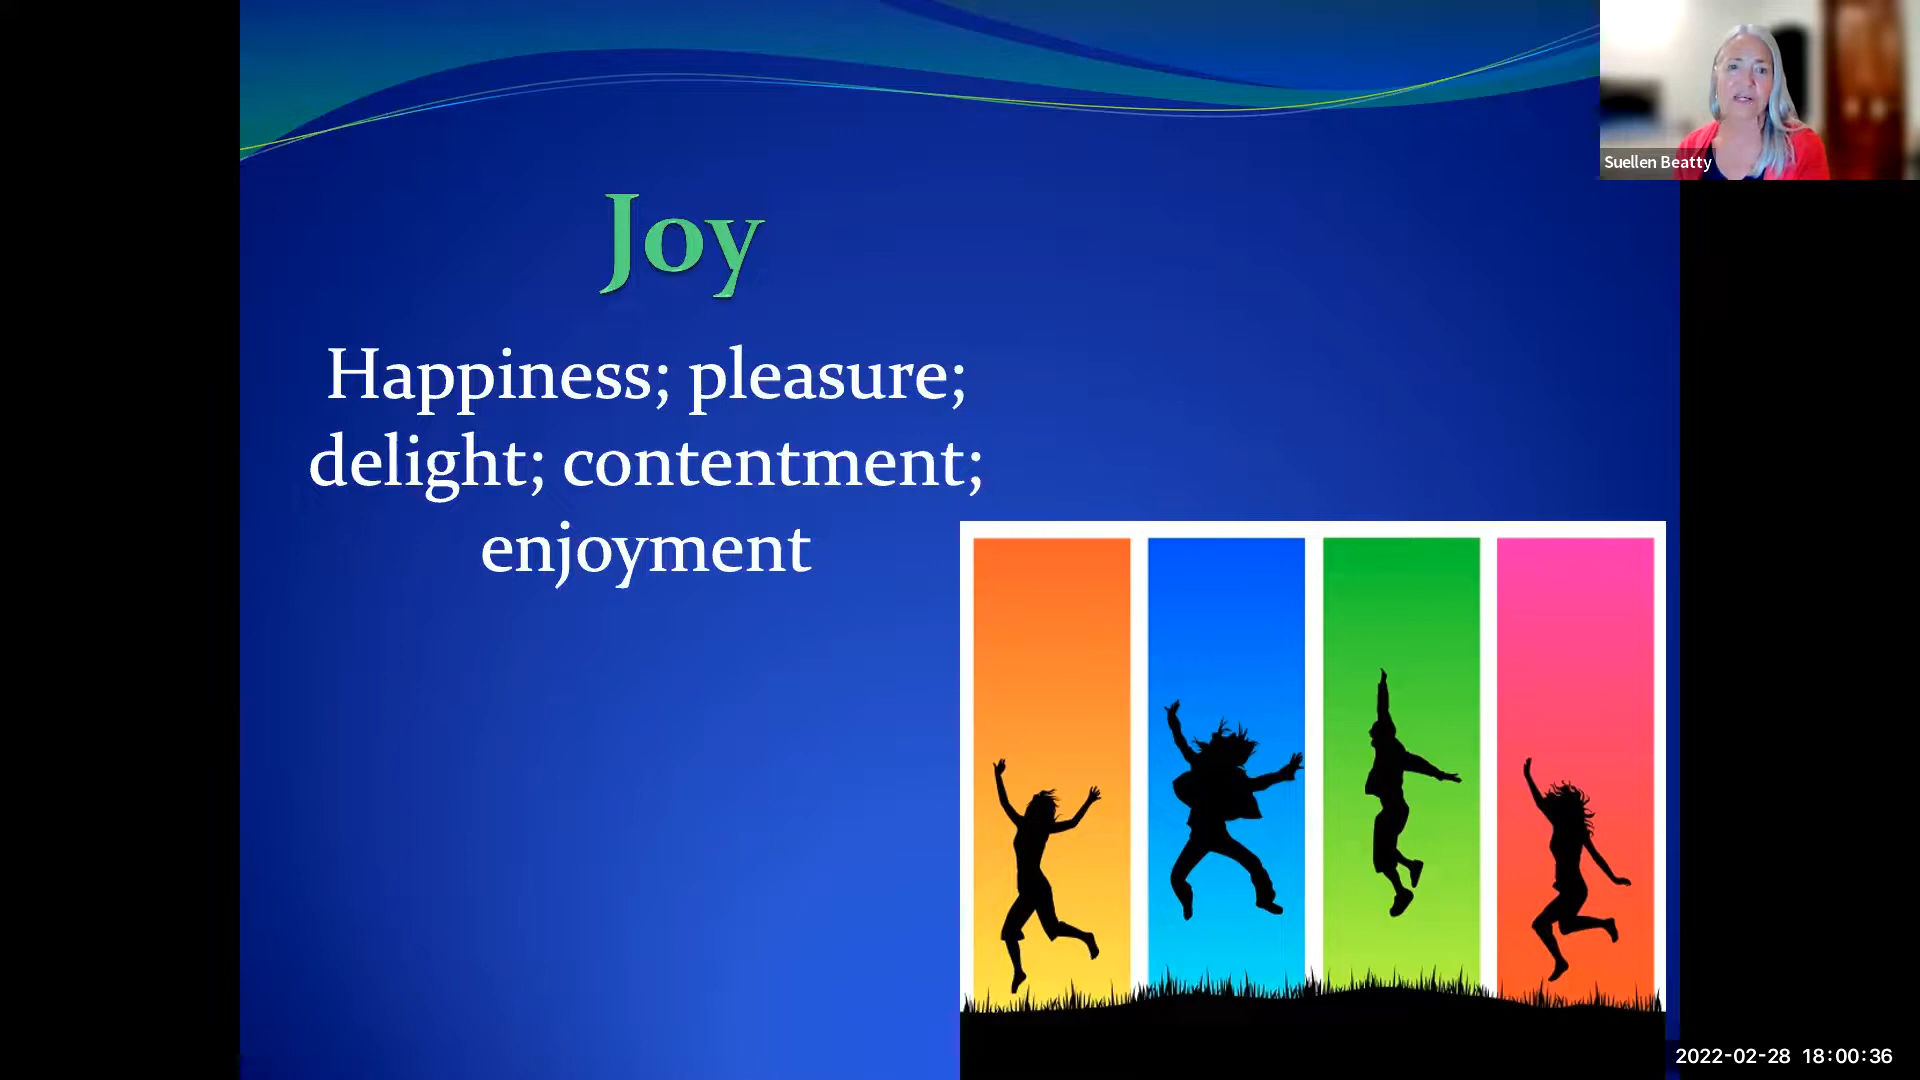 Suellen Beatty
Joy
Happiness; pleasure;
delight; contentment;
enjoyment
2022-02-28 18:00:36